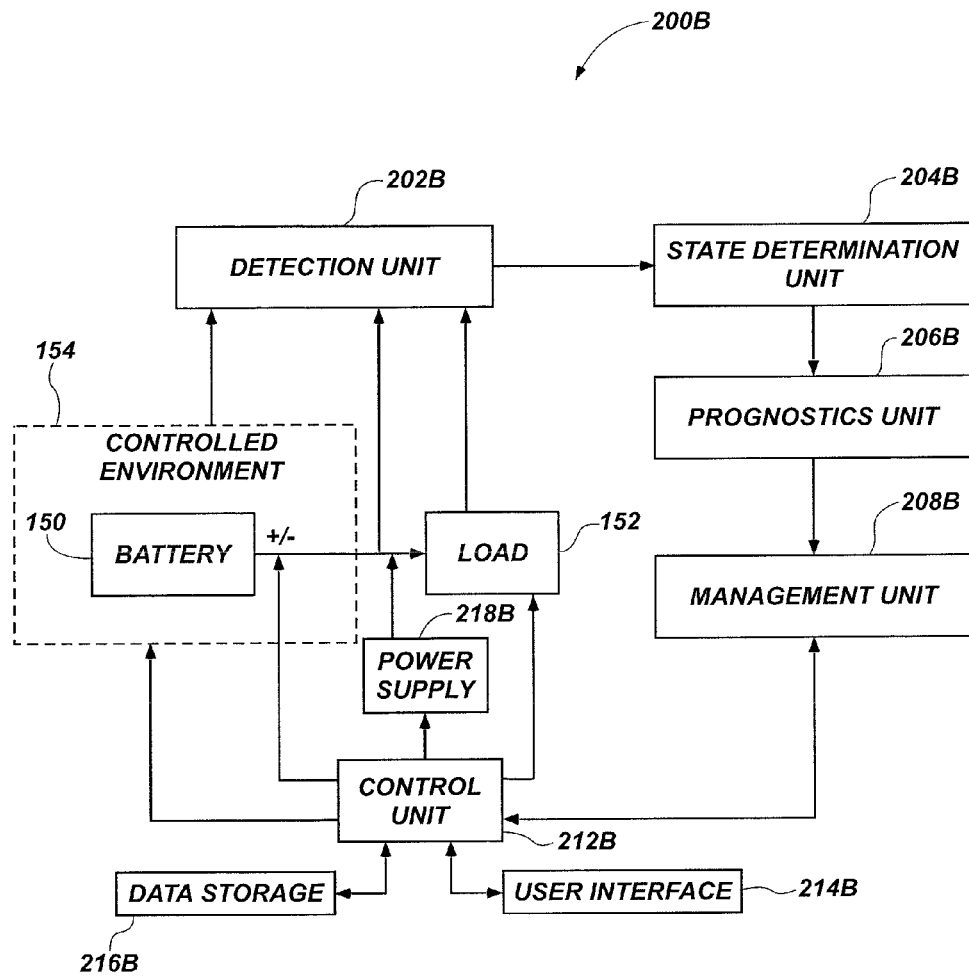 200B
202B
204B
DETECTION UNIT
STATE DETERMINATION
UNIT
154
206B
CONTROLLED
ENVIRONMENT
PROGNOSTICS UNIT
150
+/-
152
208B
BATTERY
LOAD
MANAGEMENT UNIT
218B
POWER
SUPPLY
CONTROL
UNIT
212B
DATA STORAGE
USER INTERFACE
214B
216B